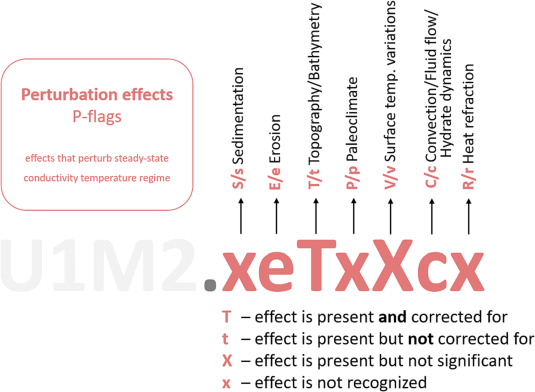 Perturbation effects
P-flags
effects that perturb steady-state
conductivity temperature regime
S/s Sedimentation
E/e Erosion
T/t Topography/Bathymetry
P/p Paleoclimate
V/v Surface temp. variations
C/c Convection/Fluid flow/
Hydrate dynamics
R/r Heat refraction
U1M2.xeTxXcx
T – effect is present and corrected for
t – effect is present but not corrected for
X – effect is present but not significant
x – effect is not recognized